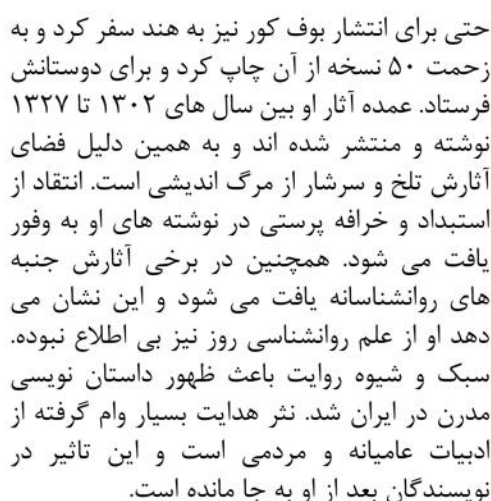 حتی برای انتشار بوف کور نیز به هند سفر کرد و به
زحمت ۵۰ نسخه از آن چاپ کرد و برای دوستانش
فرستاد. عمده آثار او بین سال های ۱۳۰۲ تا ۱۳۲۷
نوشته و منتشر شده اند و به همین دلیل فضای
آثارش تلخ و سرشار از مرگ اندیشی است. انتقاد از
استبداد و خرافه پرستی در نوشته های او به وفور
یافت می شود. همچنین در برخی آثارش جنبه
های روانشناسانه یافت می شود و این نشان می
دهد او از علم روانشناسی روز نیز بی اطلاع نبوده.
سبک و شیوه روایت باعث ظهور داستان نویسی
مدرن در ایران شد. نثر هدایت بسیار وام گرفته از
ادبیات عامیانه و مردمی است و این تاثیر در
نویسندگان بعد از او به جا مانده است.